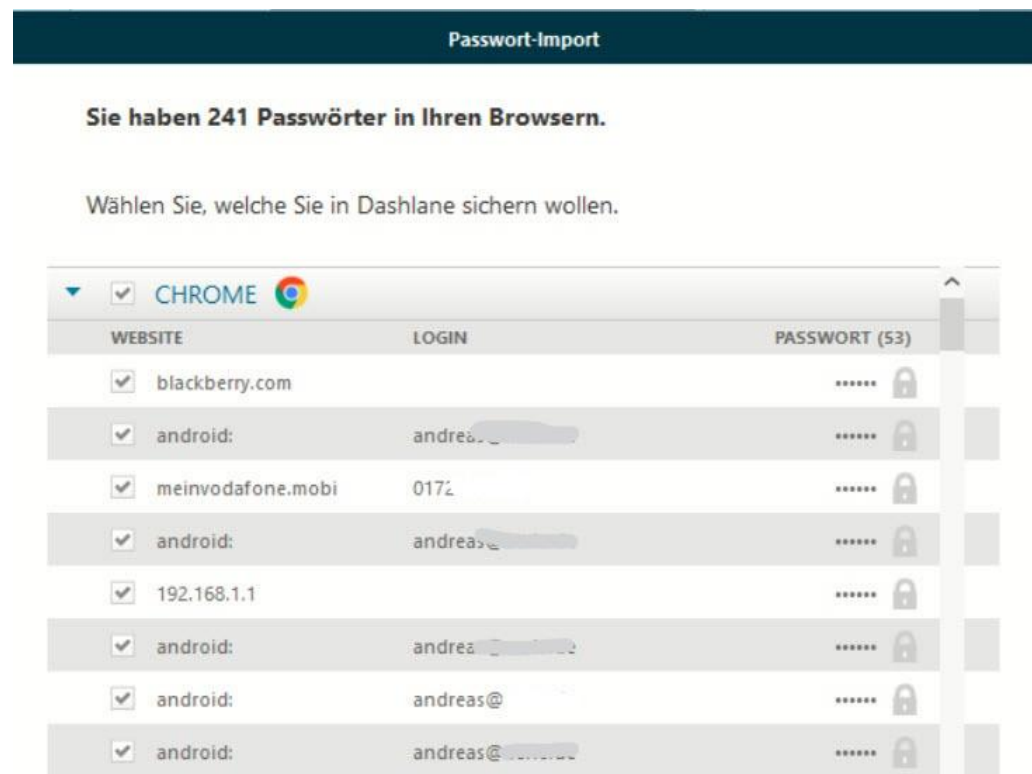 Passwort-Import
Sie haben 241 Passwörter in Ihren Browsern.
Wählen Sie, welche Sie in Dashlane sichern wollen.
CHROME
WEBSITE LOGIN PASSWORT (53)
blackberry.com ••••••
android: ••••••
meinvodafone.mobi 0172 ••••••
android: ••••••
192.168.1.1 ••••••
android: ••••••
android: andreas@ ••••••
android: andreas@ ••••••